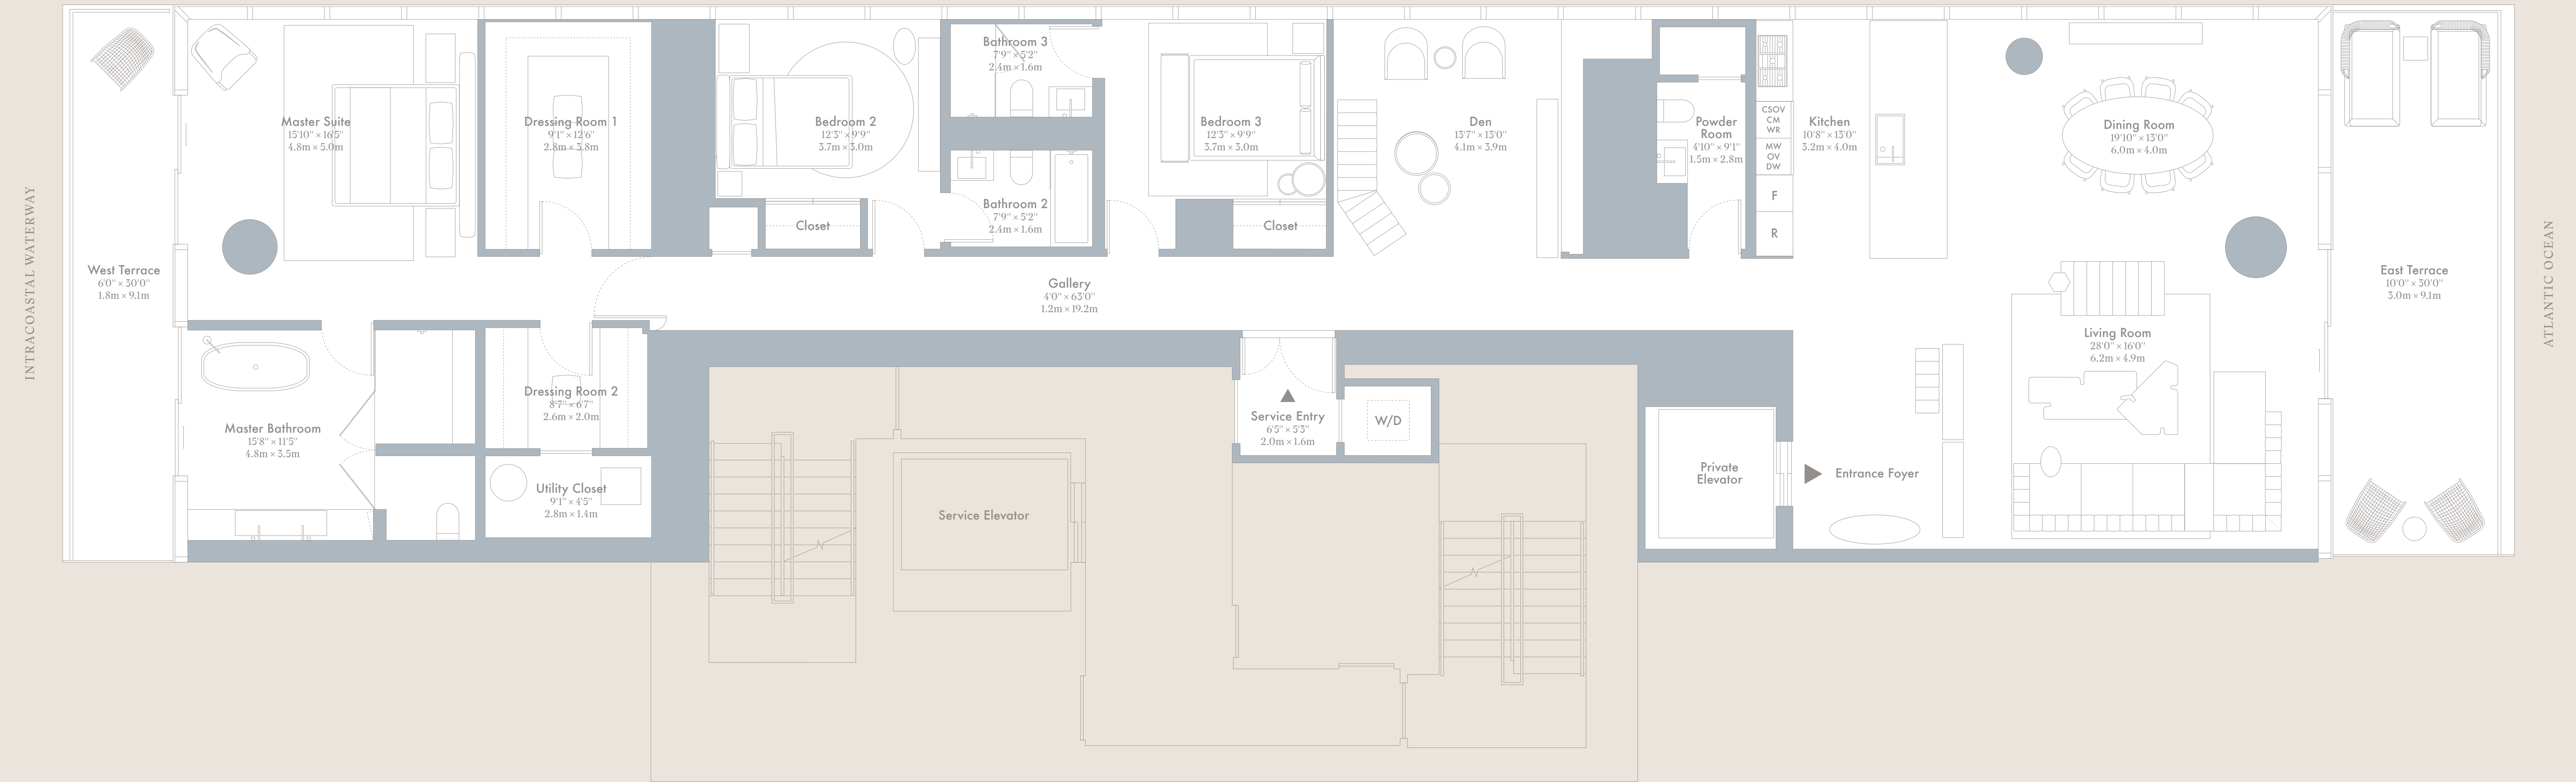 INTRACOASTAL WATERWAY
West Terrace
6'0" × 30'0"
1.8m × 9.1m
Master Suite
15'10" × 16'5"
4.8m × 5.0m
Dressing Room 1
9'1" × 12'6"
2.8m × 3.8m
Bedroom 2
12'3" × 9'9"
3.7m × 3.0m
Closet
Bathroom 3
7'9" × 5'2"
2.4m × 1.6m
Bathroom 2
7'9" × 5'2"
2.4m × 1.6m
Bedroom 3
12'3" × 9'9"
3.7m × 3.0m
Closet
Den
13'7" × 13'0"
4.1m × 3.9m
Powder
Room
4'10" × 9'1"
1.5m × 2.8m
CSOV
CM
WR
MW
OV
DW
F
R
Kitchen
10'8" × 13'0"
3.2m × 4.0m
Dining Room
19'10" × 13'0"
6.0m × 4.0m
East Terrace
10'0" × 30'0"
3.0m × 9.1m
ATLANTIC OCEAN
Gallery
4'0" × 63'0"
1.2m × 19.2m
Living Room
28'0" × 16'0"
6.2m × 4.9m
Master Bathroom
15'8" × 11'5"
4.8m × 3.5m
Dressing Room 2
8'7" × 6'7"
2.6m × 2.0m
Utility Closet
9'1" × 4'5"
2.8m × 1.4m
Service Elevator
Service Entry
6'5" × 5'3"
2.0m × 1.6m
W/D
Private
Elevator
Entrance Foyer